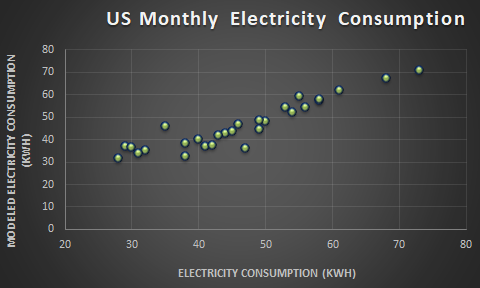 US Monthly Electricity Consumption
MODELED ELECTRICITY CONSUMPTION
(KWH)
80
70
60
50
40
30
20
10
0
20 30 40 50 60 70 80
ELECTRICITY CONSUMPTION (KWH)